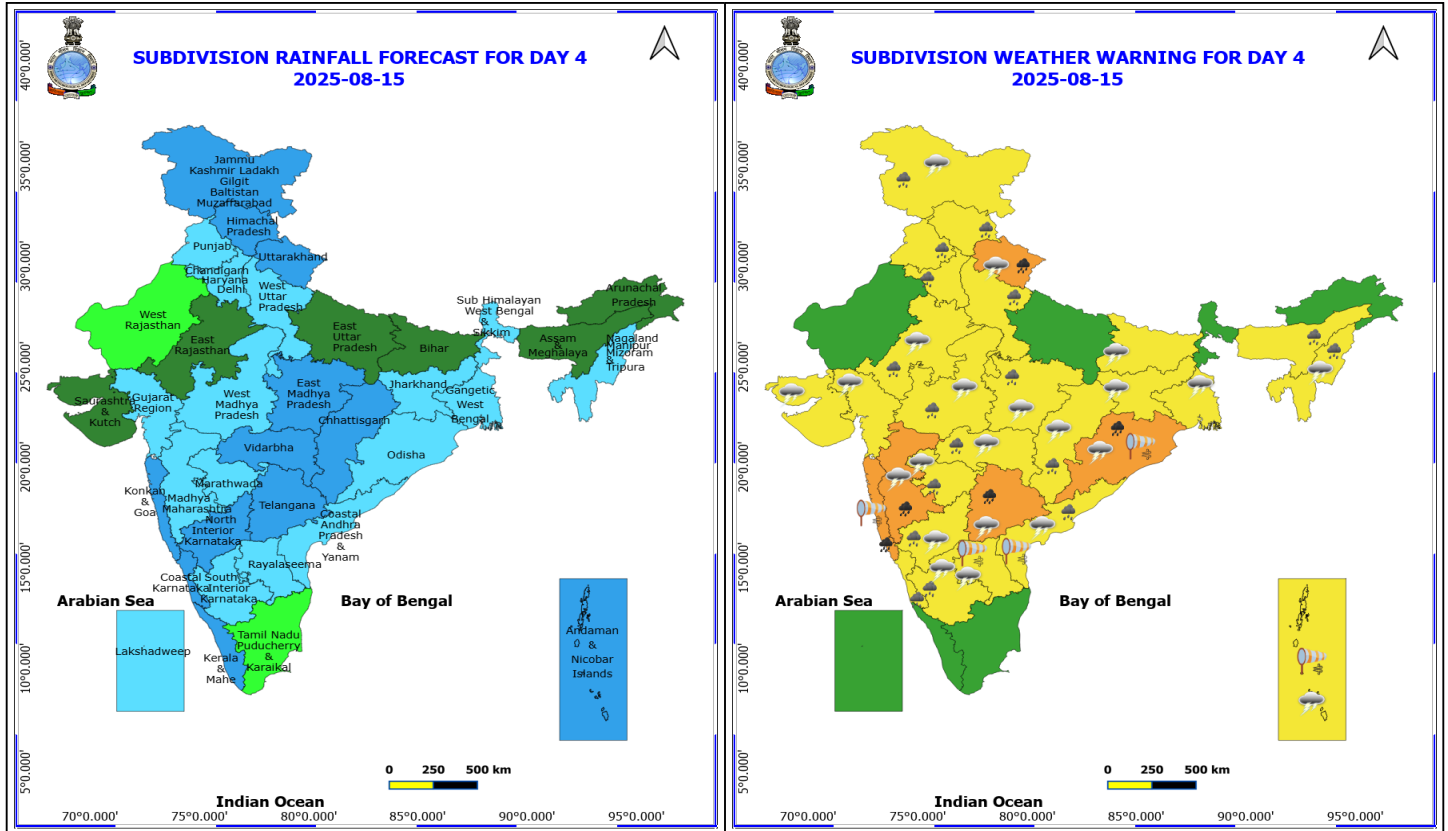 SUBDIVISION RAINFALL FORECAST FOR DAY 4
2025-08-15
40°0.000'
35°0.000'
30°0.000'
25°0.000'
20°0.000'
15°0.000'
10°0.000'
5°0.000'
Jammu
Kashmir Ladakh
Gilgit
Baltistan
Muzaffarabad
Himachal
Pradesh
Punjab
Uttarakhand
Chandigarh
Haryana
Delhi
West
Uttar
Pradesh
West
Rajasthan
East
Rajasthan
East
Uttar
Pradesh
Bihar
Sub Himalayan
West Bengal
&
Sikkim
Arunachal
Pradesh
Assam
&
Meghalaya
Nagaland
Manipur
Mizoram
&
Tripura
Saurashtra
&
Kutch
Gujarat
Region
West
Madhya
Pradesh
East
Madhya
Pradesh
Jharkhand
Gangetic
West
Bengal
Chhattisgarh
Odisha
Vidarbha
Marathwada
Konkan
&
Goa
Madhya
Maharashtra
North
Interior
Karnataka
Telangana
Coastal
Andhra
Pradesh
&
Yanam
Rayalaseema
Coastal
Karnataka
South
Interior
Karnataka
Arabian Sea
Bay of Bengal
Lakshadweep
Tamil Nadu
Puducherry
&
Karaikal
Kerala
&
Mahe
Andaman
&
Nicobar
Islands
0 250 500 km
Indian Ocean
70°0.000' 75°0.000' 80°0.000' 85°0.000' 90°0.000' 95°0.000'
SUBDIVISION WEATHER WARNING FOR DAY 4
2025-08-15
40°0.000'
35°0.000'
30°0.000'
25°0.000'
20°0.000'
15°0.000'
10°0.000'
5°0.000'
Arabian Sea
Bay of Bengal
0 250 500 km
Indian Ocean
70°0.000' 75°0.000' 80°0.000' 85°0.000' 90°0.000' 95°0.000'